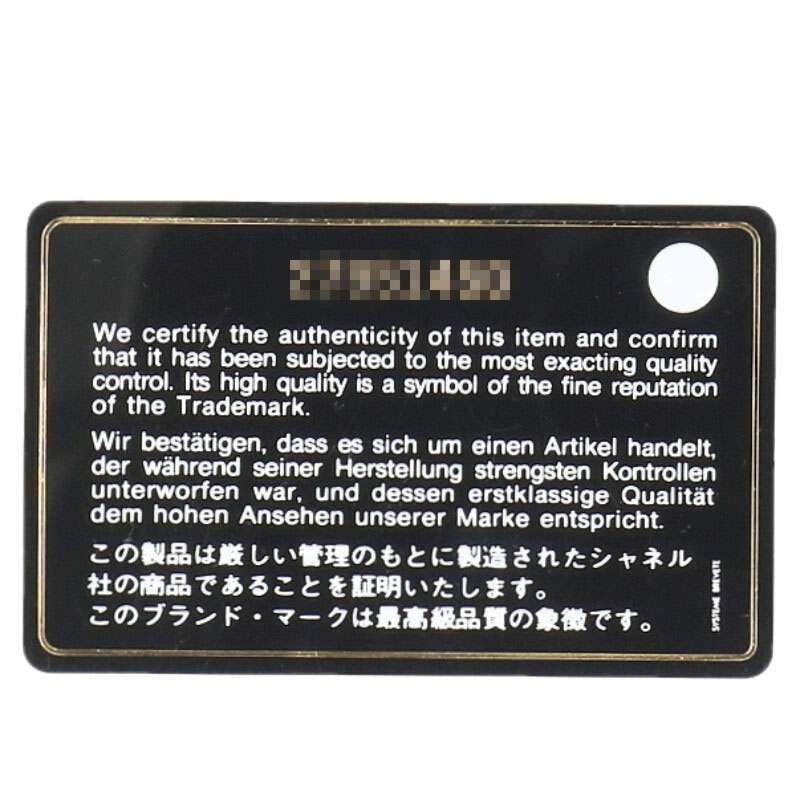 We certify the authenticity of this item and confirm
that it has been subjected to the most exacting quality
control. Its high quality is a symbol of the fine reputation
of the Trademark.
Wir bestätigen, dass es sich um einen Artikel handelt,
der während seiner Herstellung strengsten Kontrollen
unterworfen war, und dessen erstklassige Qualität
dem hohen Ansehen unserer Marke entspricht.
この製品は厳しい管理のもとに製造されたシャネル
社の商品であることを証明いたします。
このブランド・マークは最高級品質の象徴です。
SYSTEME BREVETE